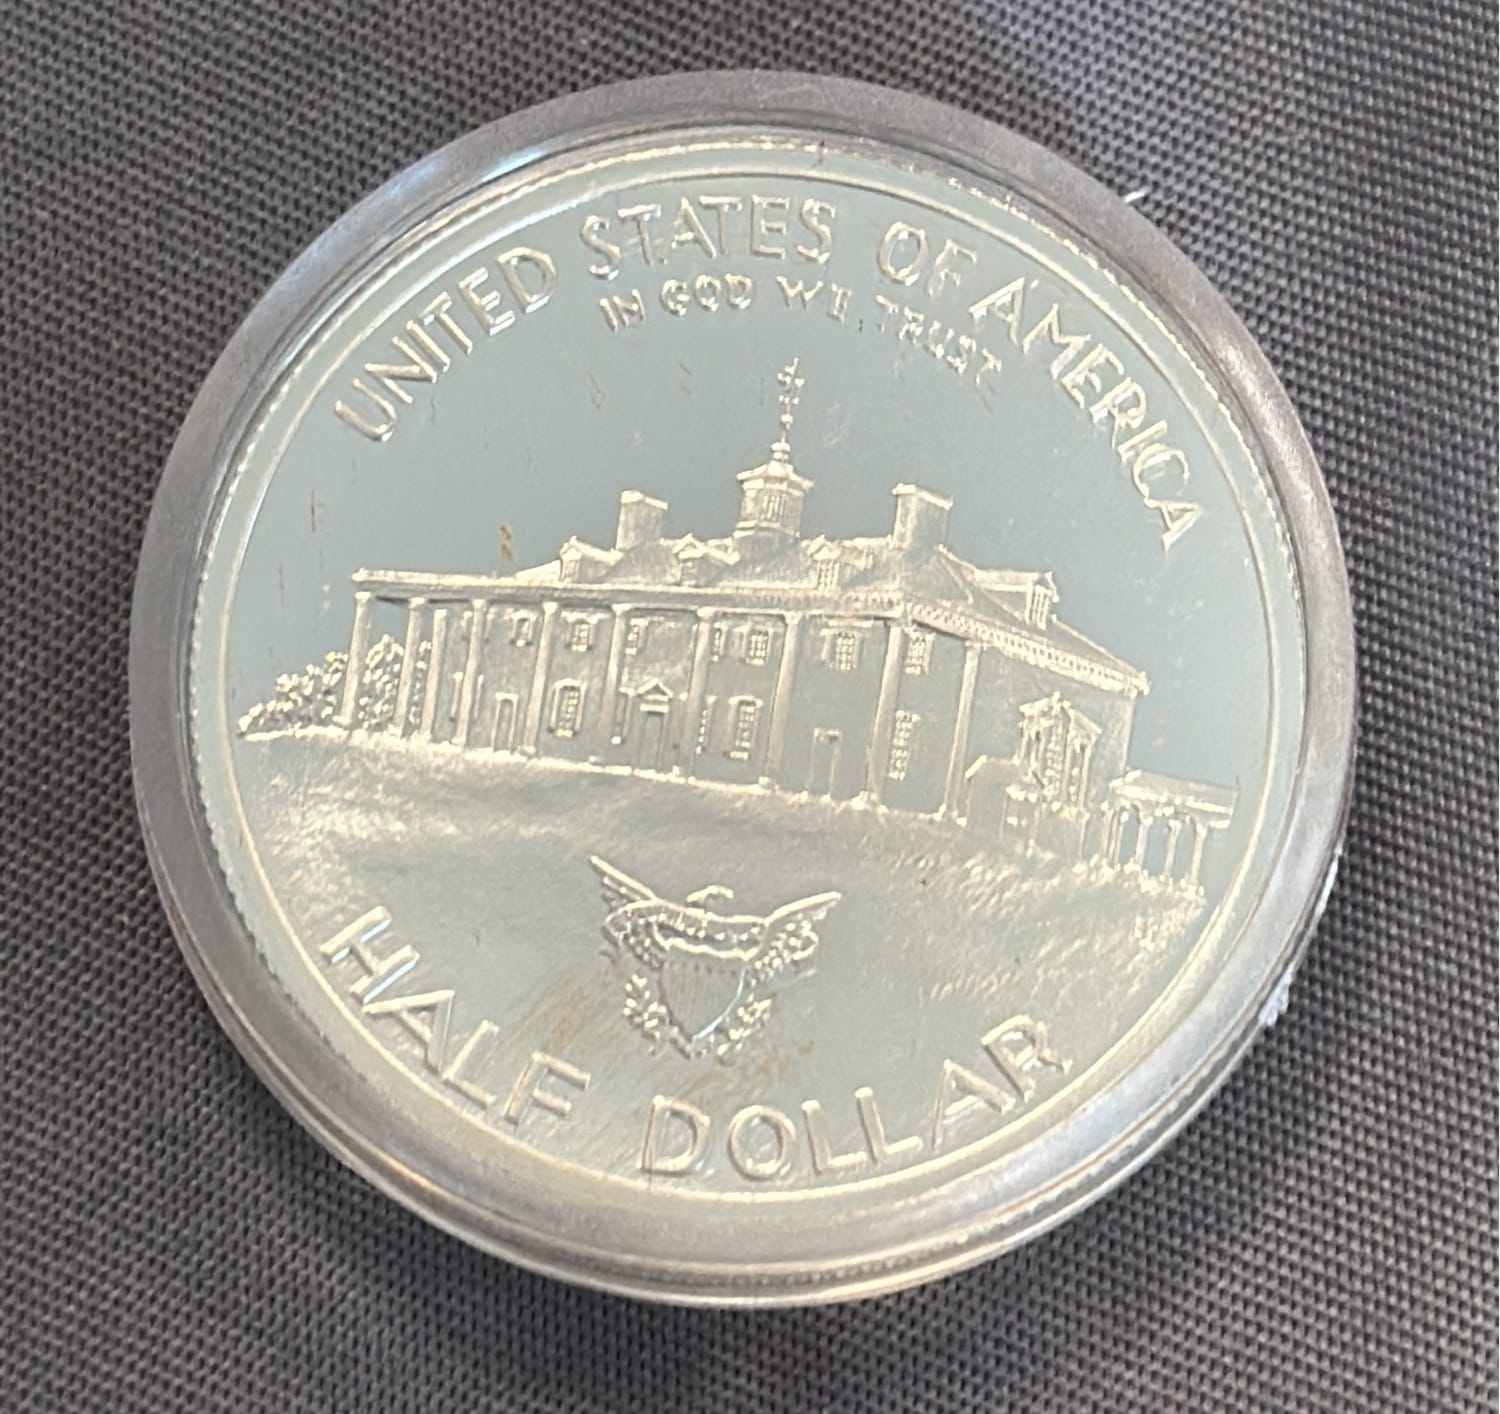 UNITED STATES OF AMERICA
IN GOD WE TRUST
HALF DOLLAR